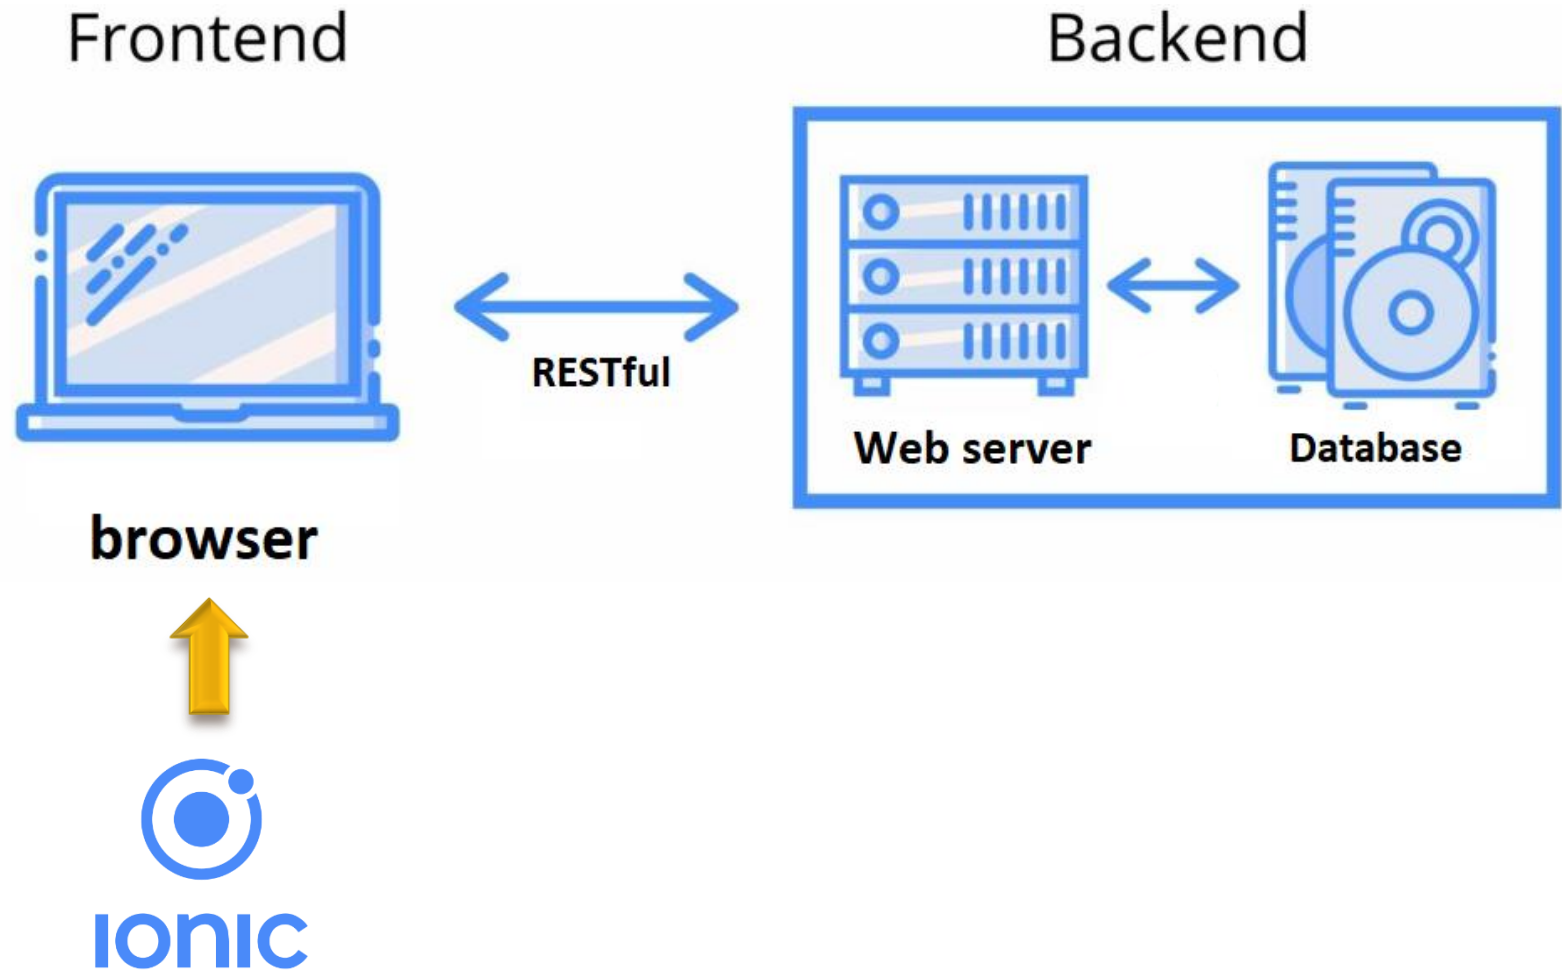 Frontend
Backend
RESTful
Web server
Database
browser
IONIC